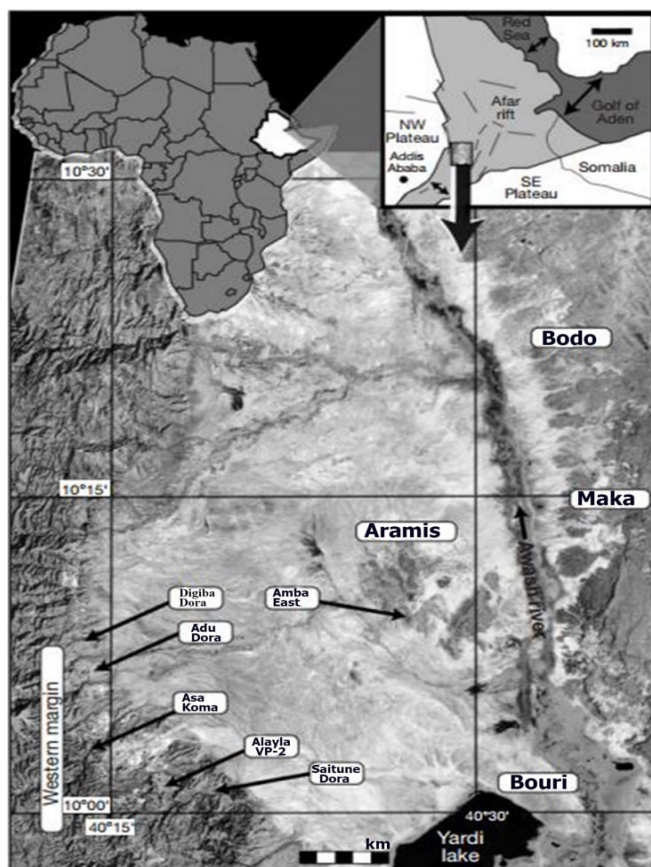 Red
Sea
100 km
Afar
rift
Golf of
Aden
NW
Plateau
Addis
Ababa
Somalia
SE
Plateau
10°30'
Bodo
10°15'
Maka
Aramis
Awash river
Digiba
Dora
Amba
East
Adu
Dora
Western margin
Asa
Koma
Alayla
VP-2
Saitune
Dora
Bouri
10°00'
40°15'
40°30'
km
Yardi
lake